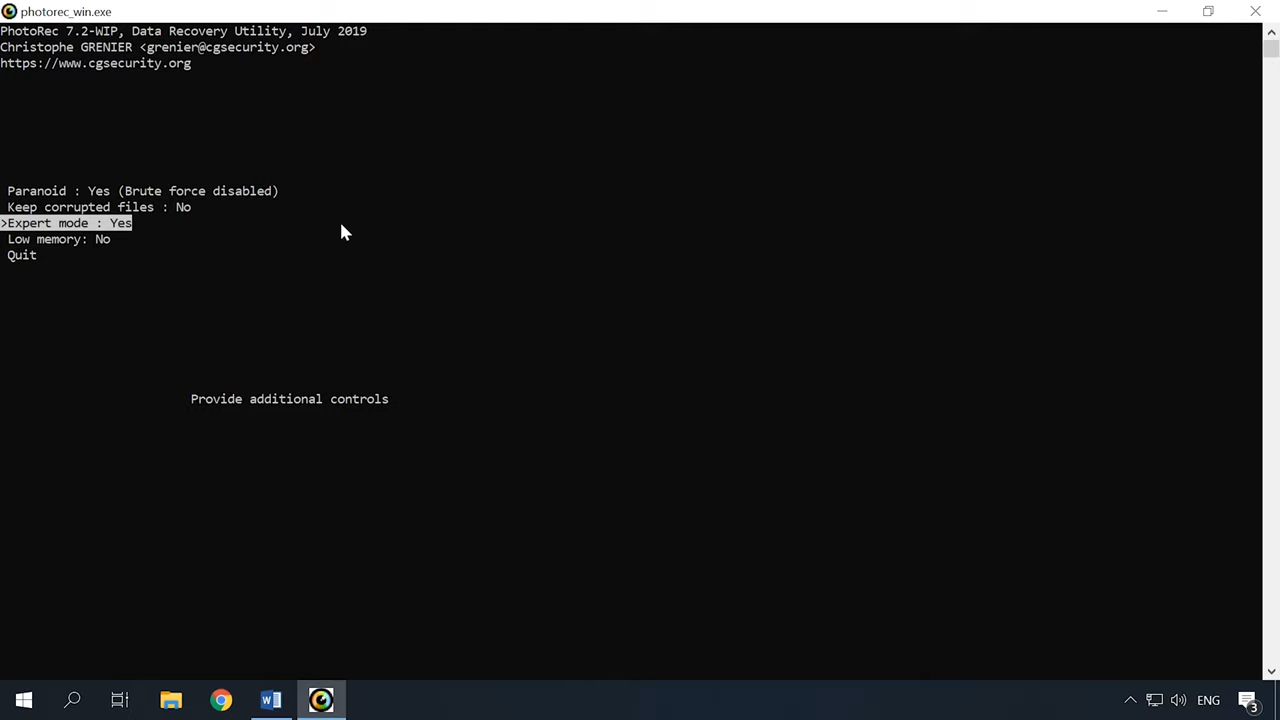 photorec_win.exe
PhotoRec 7.2-WIP, Data Recovery Utility, July 2019
Christophe GRENIER <grenier@cgsecurity.org>
https://www.cgsecurity.org
Paranoid : Yes (Brute force disabled)
Keep corrupted files : No
>Expert mode : Yes
Low memory: No
Quit
Provide additional controls
ENG
3